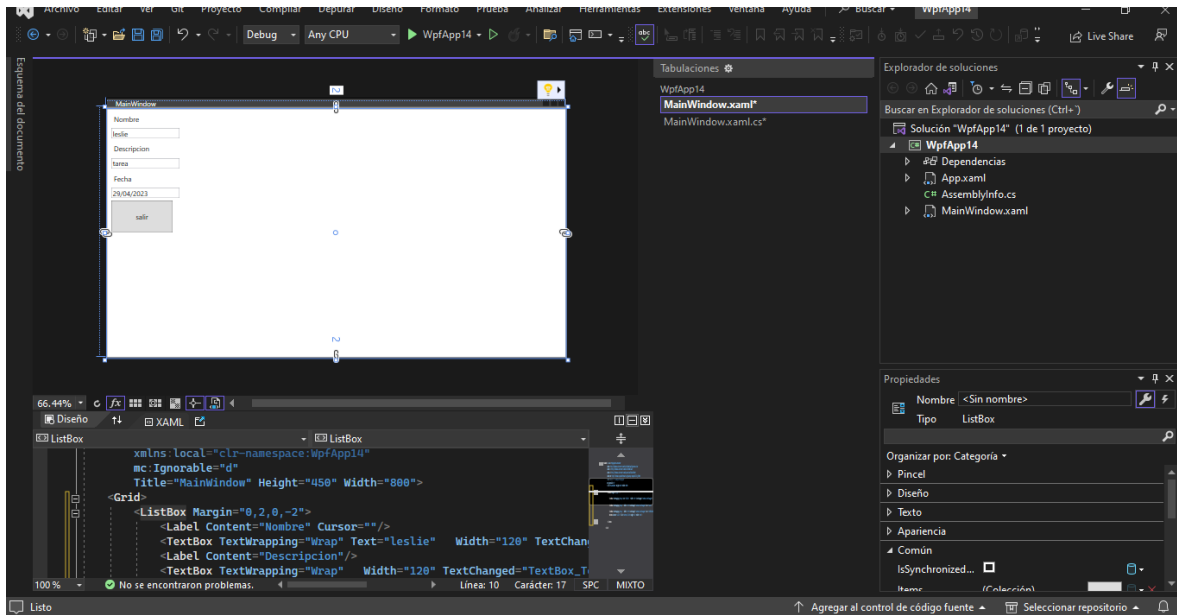 Archivo Editar Ver Git Proyecto Compilar Depurar Diseño Formato Prueba Analizar Herramientas Extensiones Ventana Ayuda Buscar WpfApp14
Debug Any CPU WpfApp14 abc Live Share
Esquema del documento
Tabulaciones
WpfApp14
MainWindow.xaml*
MainWindow.xaml.cs*
MainWindow
Nombre
leslie
Descripcion
tarea
Fecha
29/04/2023
salir
66.44% fx
Diseño XAML
ListBox ListBox
xmlns:local="clr-namespace:WpfApp14"
mc:Ignorable="d"
Title="MainWindow" Height="450" Width="800">
<Grid>
<ListBox Margin="0,2,0,-2">
<Label Content="Nombre" Cursor=""/>
<TextBox TextWrapping="Wrap" Text="leslie" Width="120" TextChan
<Label Content="Descripcion"/>
<TextBox TextWrapping="Wrap" Width="120" TextChanged="TextBox_T
100 % No se encontraron problemas. Línea: 10 Carácter: 17 SPC MIXTO
Explorador de soluciones
Buscar en Explorador de soluciones (Ctrl+´)
Solución "WpfApp14" (1 de 1 proyecto)
WpfApp14
Dependencias
App.xaml
C# AssemblyInfo.cs
MainWindow.xaml
Propiedades
Nombre <Sin nombre>
Tipo ListBox
Organizar por: Categoría
Pincel
Diseño
Texto
Apariencia
Común
IsSynchronized...
Items (Colección)
Listo Agregar al control de código fuente Seleccionar repositorio